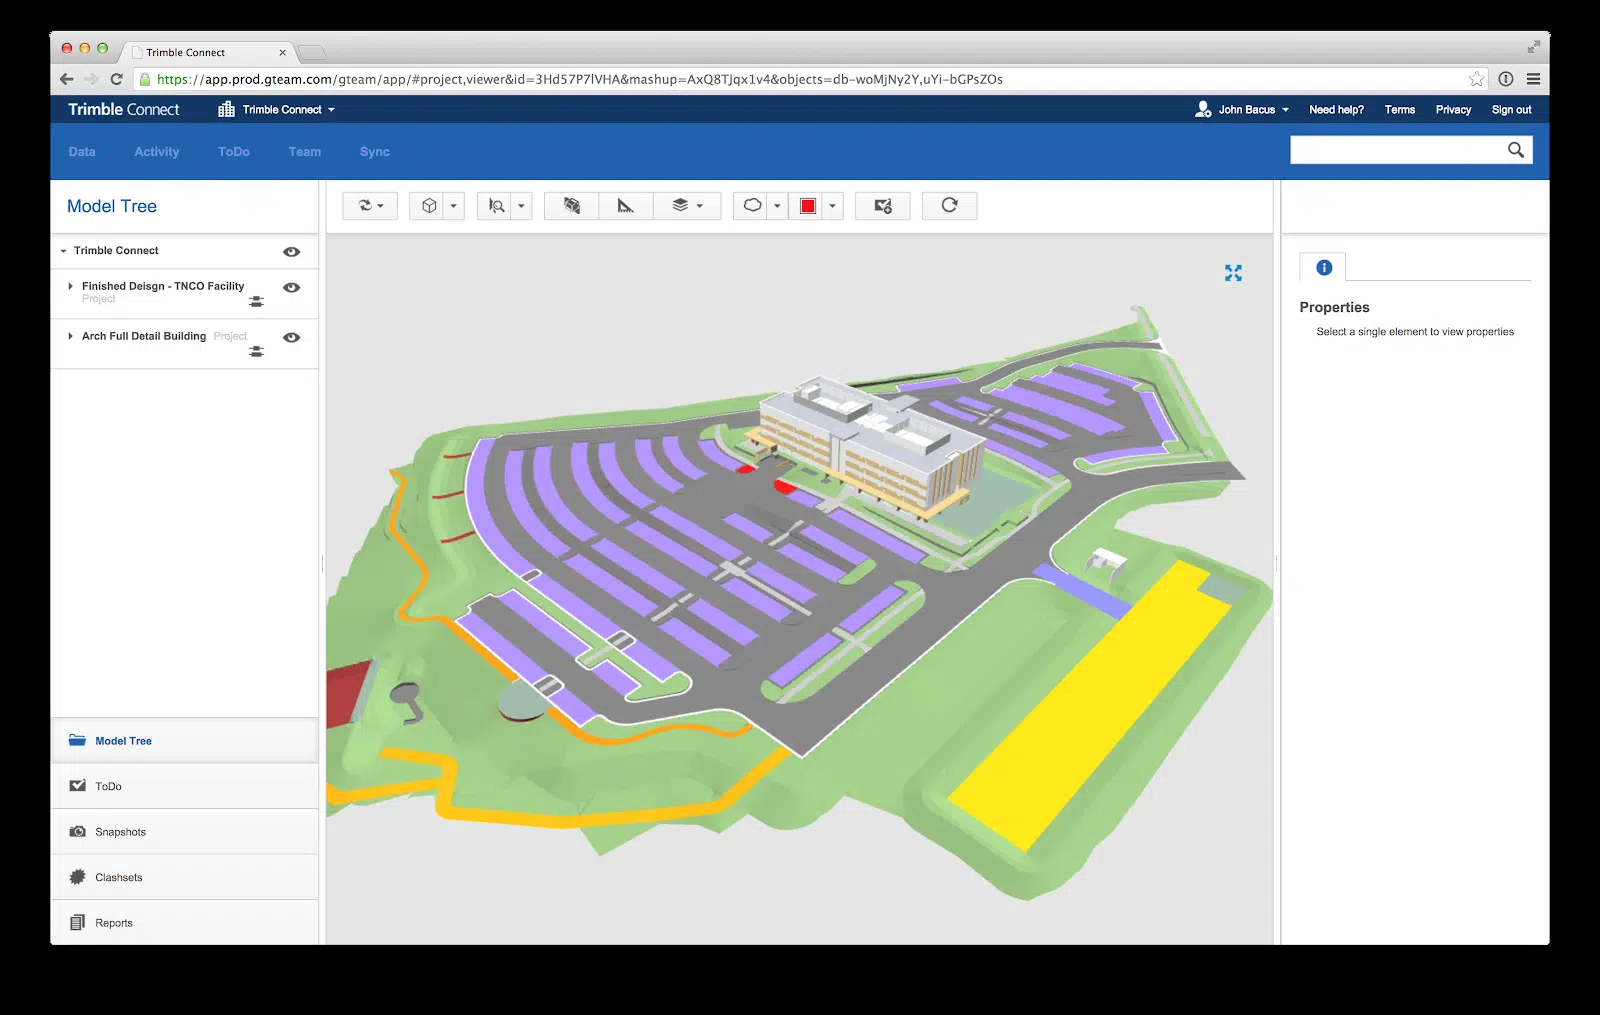 Trimble Connect
https://app.prod.gteam.com/gteam/app/#project,viewer&id=3Hd57P7lVHA&mashup=AxQ8TJqx1v4&objects=db-woMjNy2Y,uYi-bGPsZOs
Trimble Connect Trimble Connect John Bacus Need help? Terms Privacy Sign out
Data Activity ToDo Team Sync
Model Tree
Trimble Connect
Finished Deisgn - TNCO Facility
Project
Arch Full Detail Building Project
Model Tree
ToDo
Snapshots
Clashsets
Reports
Properties
Select a single element to view properties